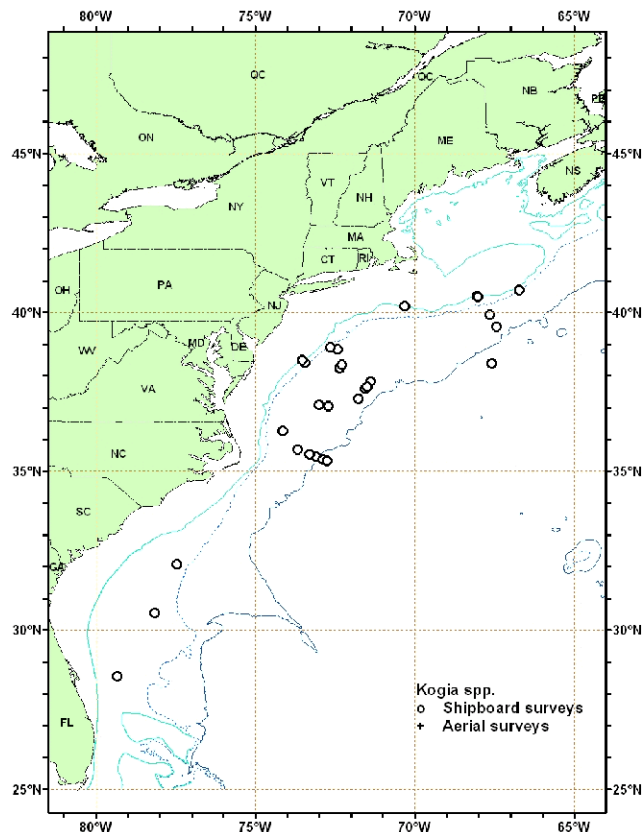 80°W 75°W 70°W 65°W
QC
QC
NB
PE
ON
ME
45°N 45°N
NS
VT
NH
NY
MA
CT RI
PA
OH
NJ
40°N 40°N
MD
DE
WV
VA
NC
35°N 35°N
SC
GA
30°N 30°N
Kogia spp.
Shipboard surveys
Aerial surveys
FL
25°N 25°N
80°W 75°W 70°W 65°W